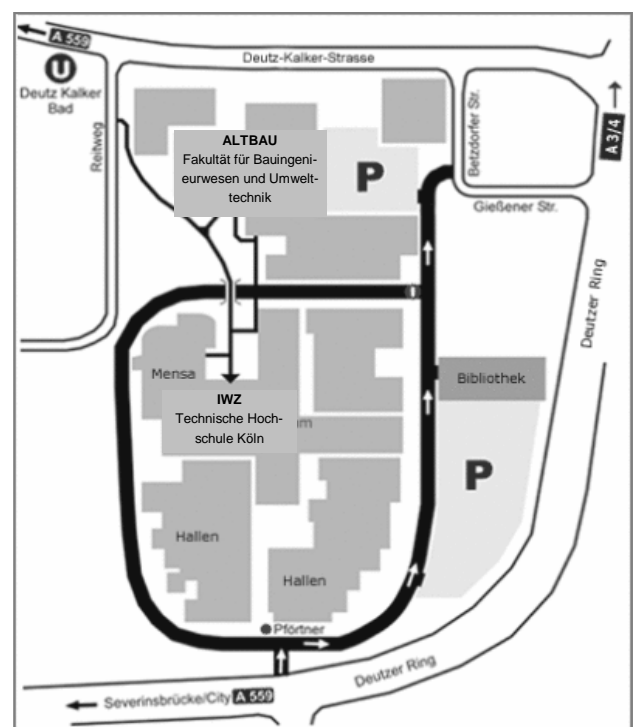 A 559
U
Deutz Kalker
Bad
Deutz-Kalker-Strasse
Reitweg
Betzdorfer Str.
A 3/4
ALTBAU
Fakultät für Bauingeni-
eurwesen und Umwelt-
technik
P
Gießener Str.
Deutzer Ring
Mensa
Bibliothek
IWZ
Technische Hoch-
schule Köln
P
Hallen
Hallen
Pförtner
Deutzer Ring
Severinsbrücke/City A 559